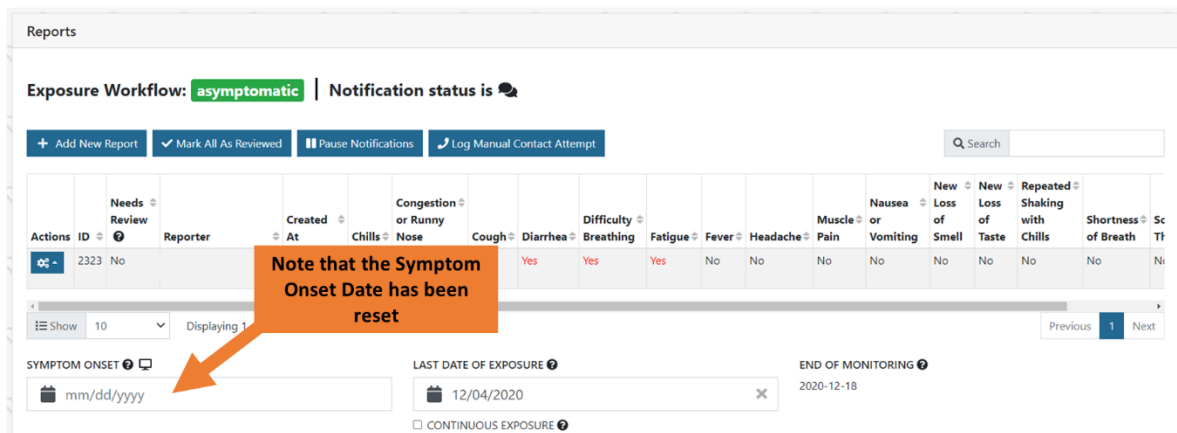 Reports
Exposure Workflow: asymptomatic | Notification status is
+ Add New Report Mark All As Reviewed Pause Notifications Log Manual Contact Attempt Search
Actions ID Needs Review Reporter Created At Chills Congestion or Runny Nose Cough Diarrhea Difficulty Breathing Fatigue Fever Headache Muscle Pain Nausea or Vomiting New Loss of Smell New Loss of Taste Repeated Shaking with Chills Shortness of Breath
2323 No Yes Yes Yes No No No No No No No No
Note that the Symptom
Onset Date has been
reset
Show 10 Displaying 1 Previous 1 Next
SYMPTOM ONSET LAST DATE OF EXPOSURE END OF MONITORING
mm/dd/yyyy 12/04/2020 2020-12-18
CONTINUOUS EXPOSURE